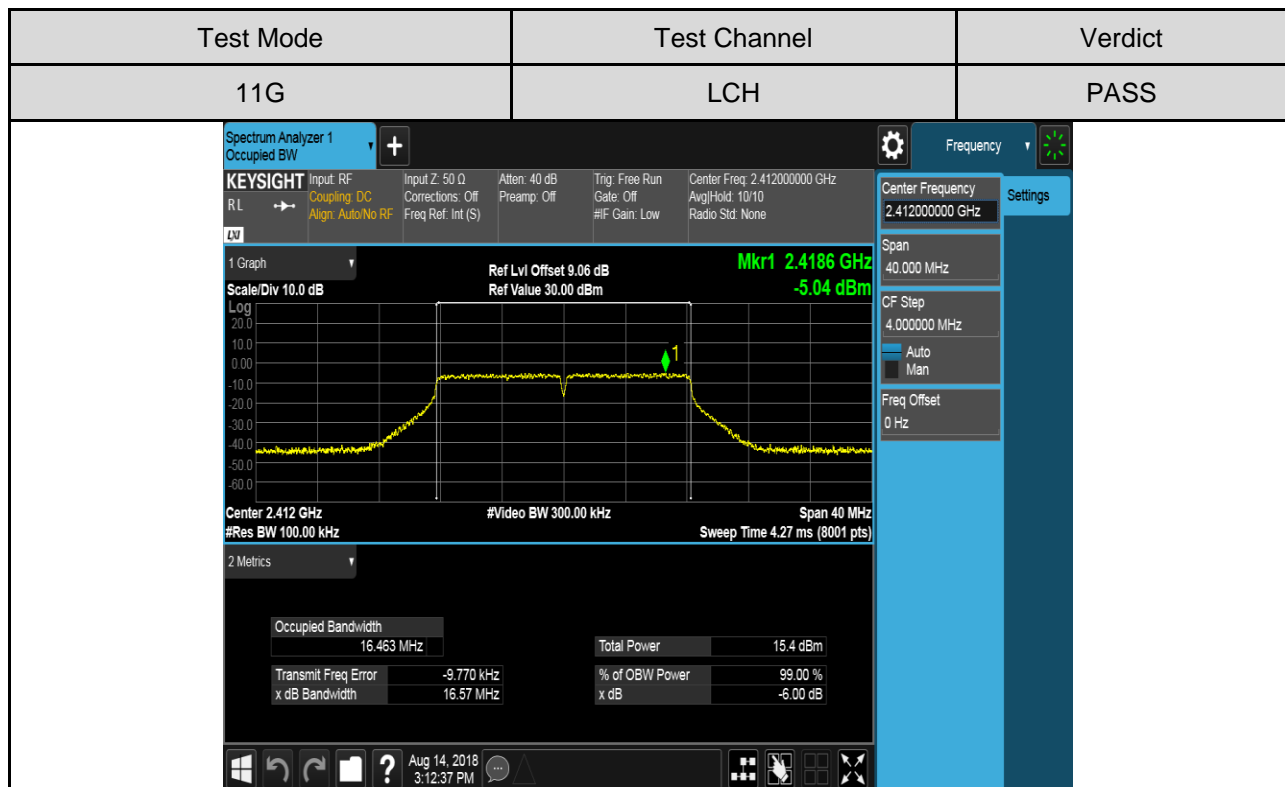 Test Mode Test Channel Verdict
11G LCH PASS
Spectrum Analyzer 1
Occupied BW
+
Frequency
KEYSIGHT Input: RF Input Z: 50 Ω Atten: 40 dB Trig: Free Run Center Freq: 2.412000000 GHz
RL Coupling: DC Corrections: Off Preamp: Off Gate: Off Avg|Hold: 10/10
Align: Auto/No RF Freq Ref: Int (S) #IF Gain: Low Radio Std: None
LXI
Center Frequency
2.412000000 GHz
Settings
Span
40.000 MHz
CF Step
4.000000 MHz
Auto
Man
Freq Offset
0 Hz
1 Graph
Scale/Div 10.0 dB
Ref Lvl Offset 9.06 dB
Ref Value 30.00 dBm
Mkr1 2.4186 GHz
-5.04 dBm
Log
20.0
10.0
0.00
-10.0
-20.0
-30.0
-40.0
-50.0
-60.0
1
Center 2.412 GHz #Video BW 300.00 kHz Span 40 MHz
#Res BW 100.00 kHz Sweep Time 4.27 ms (8001 pts)
2 Metrics
Occupied Bandwidth
16.463 MHz
Total Power 15.4 dBm
Transmit Freq Error -9.770 kHz % of OBW Power 99.00 %
x dB Bandwidth 16.57 MHz x dB -6.00 dB
? Aug 14, 2018
3:12:37 PM